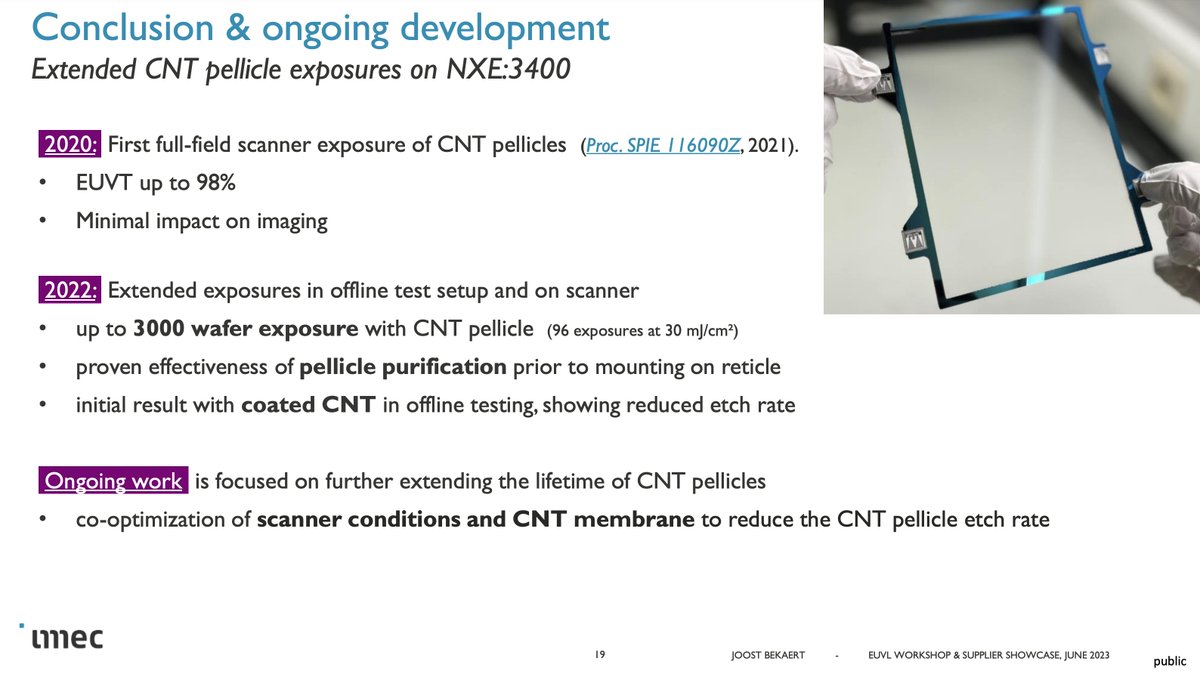 Conclusion & ongoing development
Extended CNT pellicle exposures on NXE:3400
2020: First full-field scanner exposure of CNT pellicles (Proc. SPIE 116090Z, 2021).
• EUVT up to 98%
• Minimal impact on imaging
2022: Extended exposures in offline test setup and on scanner
• up to 3000 wafer exposure with CNT pellicle (96 exposures at 30 mJ/cm²)
• proven effectiveness of pellicle purification prior to mounting on reticle
• initial result with coated CNT in offline testing, showing reduced etch rate
Ongoing work is focused on further extending the lifetime of CNT pellicles
• co-optimization of scanner conditions and CNT membrane to reduce the CNT pellicle etch rate
imec
19
JOOST BEKAERT - EUVL WORKSHOP & SUPPLIER SHOWCASE, JUNE 2023
public